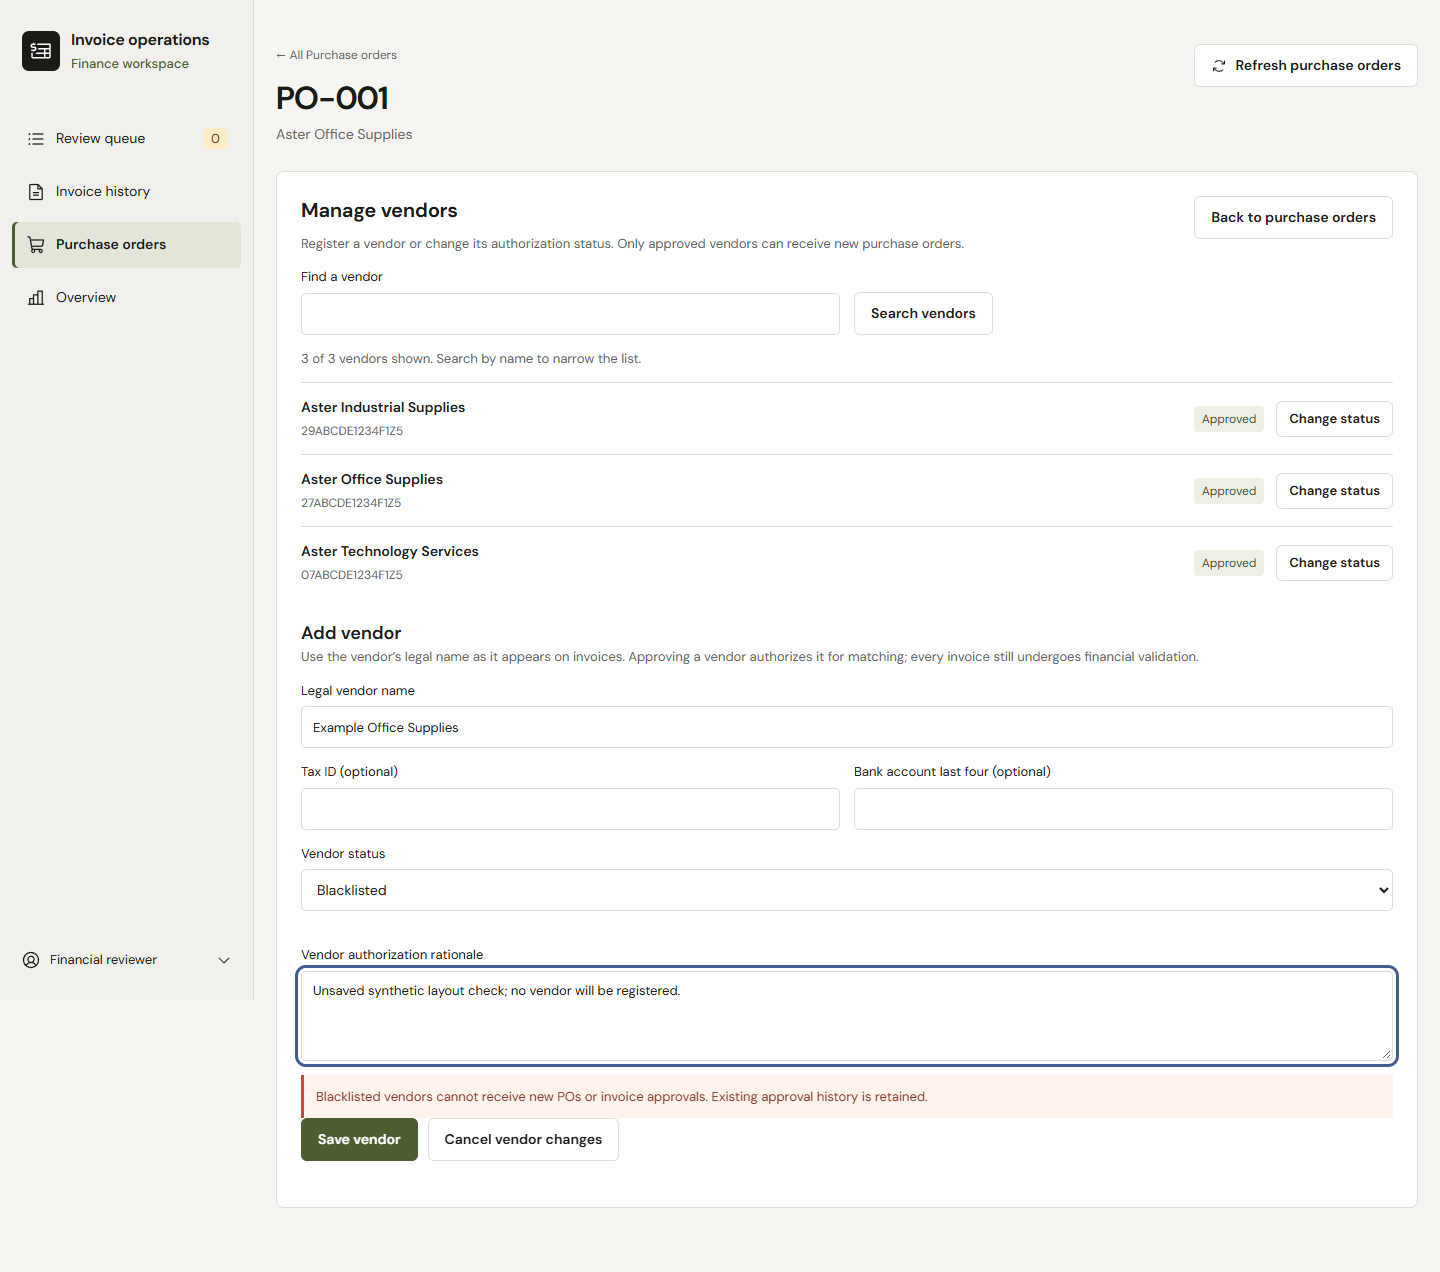 Invoice operations
Finance workspace
Review queue 0
Invoice history
Purchase orders
Overview
Financial reviewer
← All Purchase orders
Refresh purchase orders
PO-001
Aster Office Supplies
Manage vendors
Back to purchase orders
Register a vendor or change its authorization status. Only approved vendors can receive new purchase orders.
Find a vendor
Search vendors
3 of 3 vendors shown. Search by name to narrow the list.
Aster Industrial Supplies
29ABCDE1234F1Z5
Approved Change status
Aster Office Supplies
27ABCDE1234F1Z5
Approved Change status
Aster Technology Services
07ABCDE1234F1Z5
Approved Change status
Add vendor
Use the vendor’s legal name as it appears on invoices. Approving a vendor authorizes it for matching; every invoice still undergoes financial validation.
Legal vendor name
Example Office Supplies
Tax ID (optional) Bank account last four (optional)
Vendor status
Blacklisted
Vendor authorization rationale
Unsaved synthetic layout check; no vendor will be registered.
Blacklisted vendors cannot receive new POs or invoice approvals. Existing approval history is retained.
Save vendor Cancel vendor changes